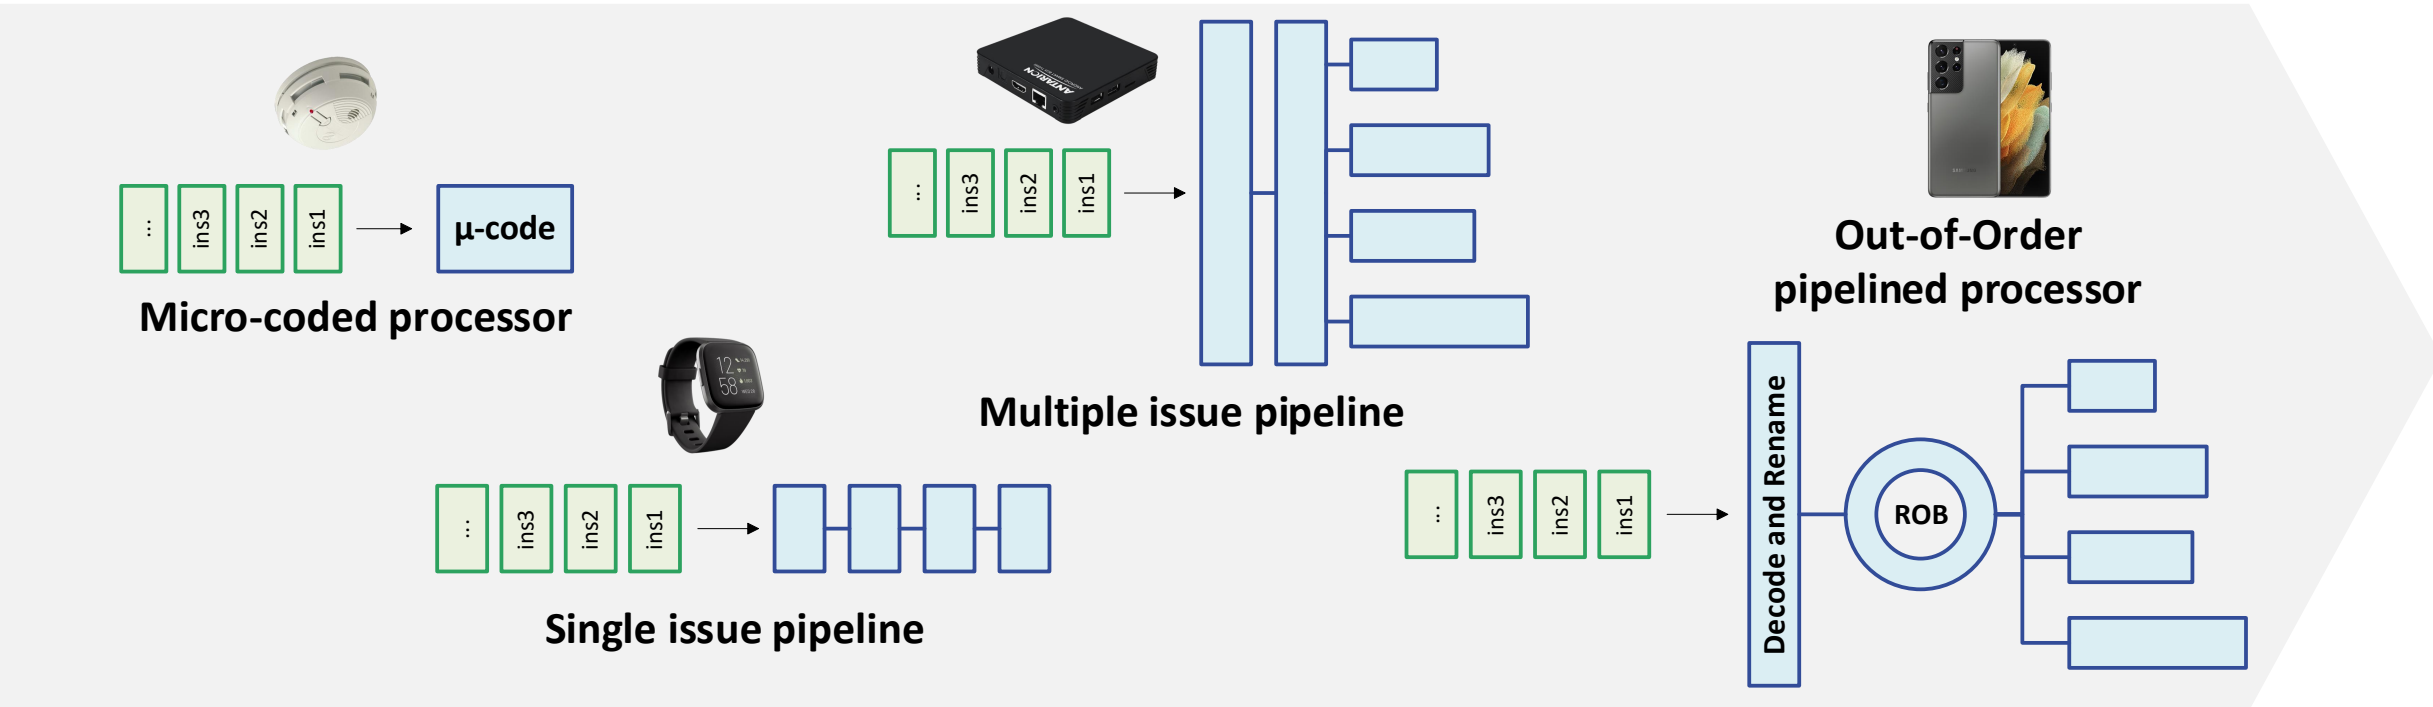 ... ins3 ins2 ins1
μ-code
Micro-coded processor
12
58
... ins3 ins2 ins1
Single issue pipeline
ANTARION
... ins3 ins2 ins1
Multiple issue pipeline
Out-of-Order
pipelined processor
... ins3 ins2 ins1
Decode and Rename
ROB